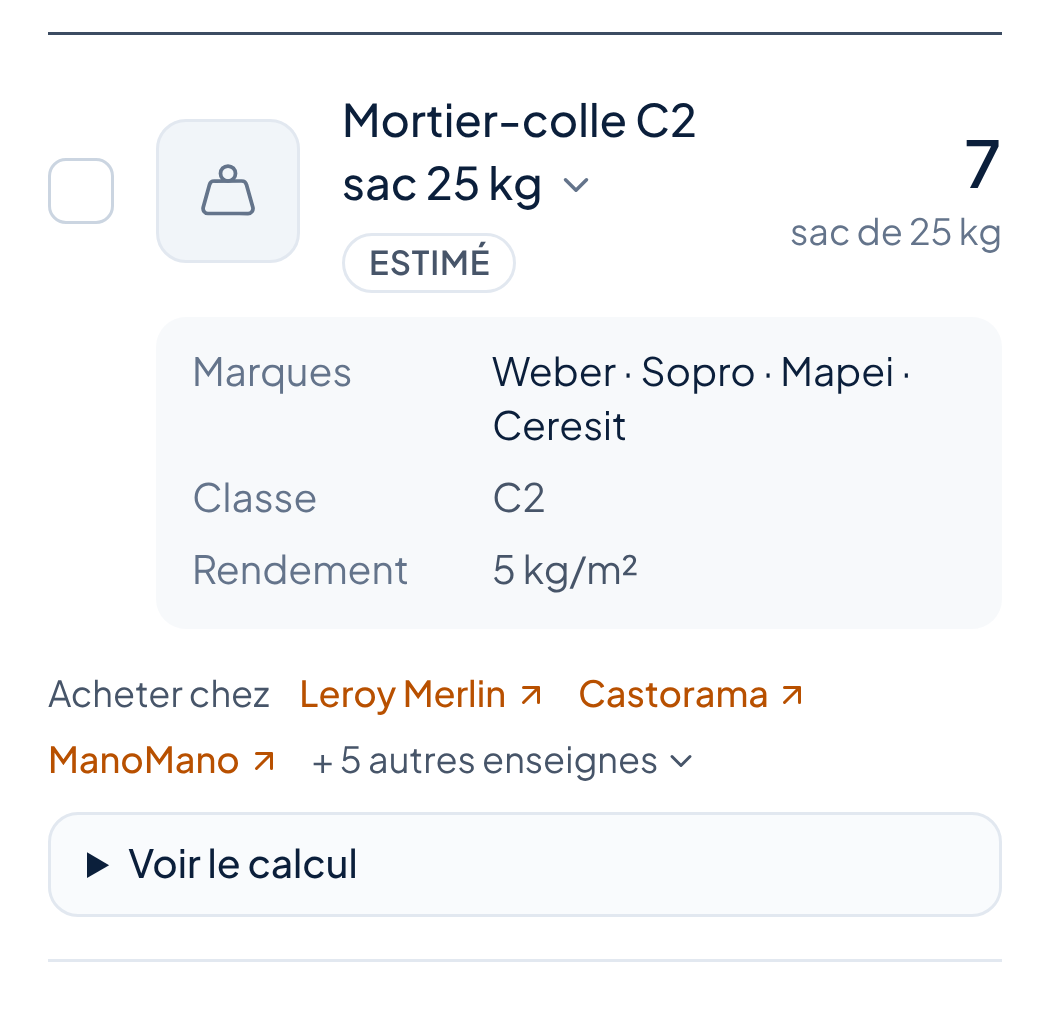 Mortier-colle C2
sac 25 kg
7
sac de 25 kg
ESTIMÉ
Marques
Weber · Sopro · Mapei ·
Ceresit
Classe
C2
Rendement
5 kg/m²
Acheter chez Leroy Merlin ↗ Castorama ↗
ManoMano ↗ + 5 autres enseignes
Voir le calcul